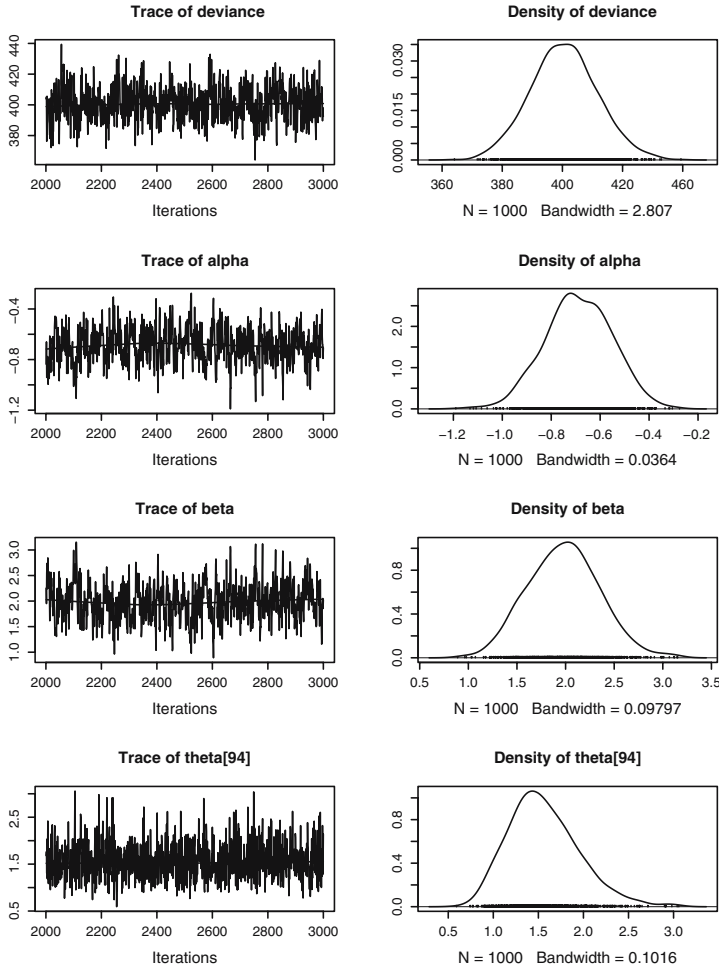 Trace of deviance
Density of deviance
440
420
400
380
2000 2200 2400 2600 2800 3000
Iterations
0.030
0.015
0.000
360 380 400 420 440 460
N = 1000 Bandwidth = 2.807
Trace of alpha
Density of alpha
−0.4
−0.8
−1.2
2000 2200 2400 2600 2800 3000
Iterations
2.0
1.0
0.0
−1.2 −1.0 −0.8 −0.6 −0.4 −0.2
N = 1000 Bandwidth = 0.0364
Trace of beta
Density of beta
3.0
2.5
2.0
1.5
1.0
2000 2200 2400 2600 2800 3000
Iterations
0.8
0.4
0.0
0.5 1.0 1.5 2.0 2.5 3.0 3.5
N = 1000 Bandwidth = 0.09797
Trace of theta[94]
Density of theta[94]
2.5
1.5
0.5
2000 2200 2400 2600 2800 3000
Iterations
0.8
0.4
0.0
0.5 1.0 1.5 2.0 2.5 3.0
N = 1000 Bandwidth = 0.1016